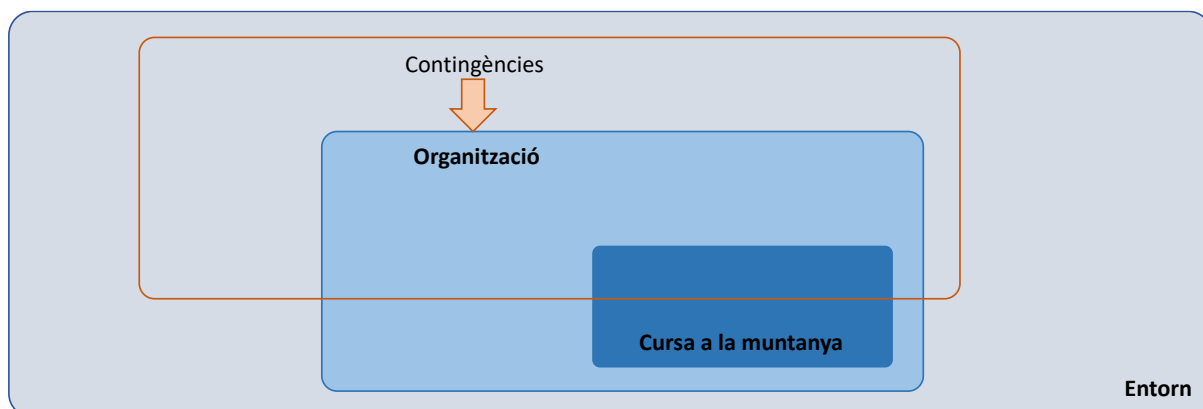 Contingències
Organització
Cursa a la muntanya
Entorn